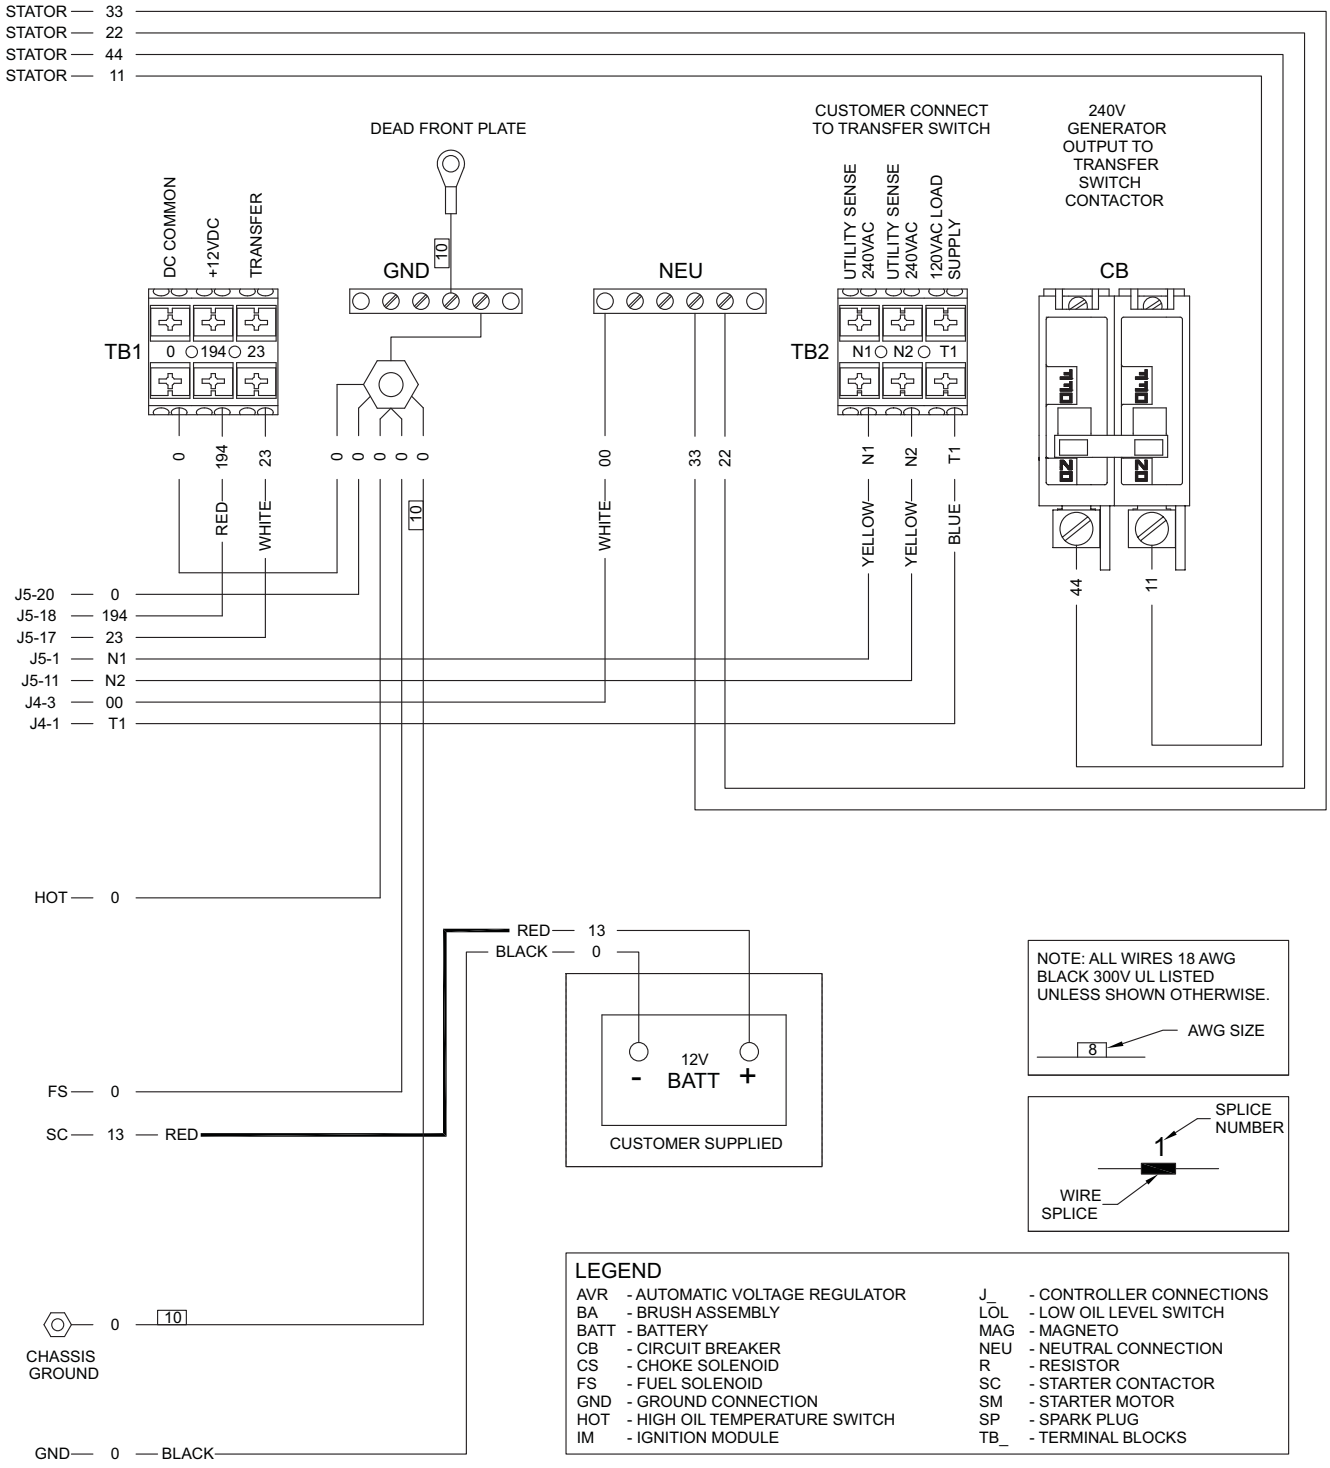 STATOR 33
STATOR 22
STATOR 44
STATOR 11
DEAD FRONT PLATE
CUSTOMER CONNECT
TO TRANSFER SWITCH
240V
GENERATOR
OUTPUT TO
TRANSFER
SWITCH
CONTACTOR
DC COMMON
+12VDC
TRANSFER
10
UTILITY SENSE
240VAC
UTILITY SENSE
240VAC
120VAC LOAD
SUPPLY
GND
NEU
CB
TB1
0 194 23
TB2
N1 N2 T1
OFF OFF
ON ON
0 194 23
0 0 0 0 0
00 33 22
N1 N2 T1
RED WHITE
10
WHITE
YELLOW YELLOW BLUE
44 11
J5-20 0
J5-18 194
J5-17 23
J5-1 N1
J5-11 N2
J4-3 00
J4-1 T1
HOT 0
RED 13
BLACK 0
12V
- BATT +
CUSTOMER SUPPLIED
NOTE: ALL WIRES 18 AWG
BLACK 300V UL LISTED
UNLESS SHOWN OTHERWISE.
AWG SIZE
8
FS 0
SC 13 RED
SPLICE
NUMBER
1
WIRE
SPLICE
0 10
CHASSIS
GROUND
GND 0 BLACK
LEGEND
AVR - AUTOMATIC VOLTAGE REGULATOR
BA - BRUSH ASSEMBLY
BATT - BATTERY
CB - CIRCUIT BREAKER
CS - CHOKE SOLENOID
FS - FUEL SOLENOID
GND - GROUND CONNECTION
HOT - HIGH OIL TEMPERATURE SWITCH
IM - IGNITION MODULE
J_ - CONTROLLER CONNECTIONS
LOL - LOW OIL LEVEL SWITCH
MAG - MAGNETO
NEU - NEUTRAL CONNECTION
R - RESISTOR
SC - STARTER CONTACTOR
SM - STARTER MOTOR
SP - SPARK PLUG
TB_ - TERMINAL BLOCKS